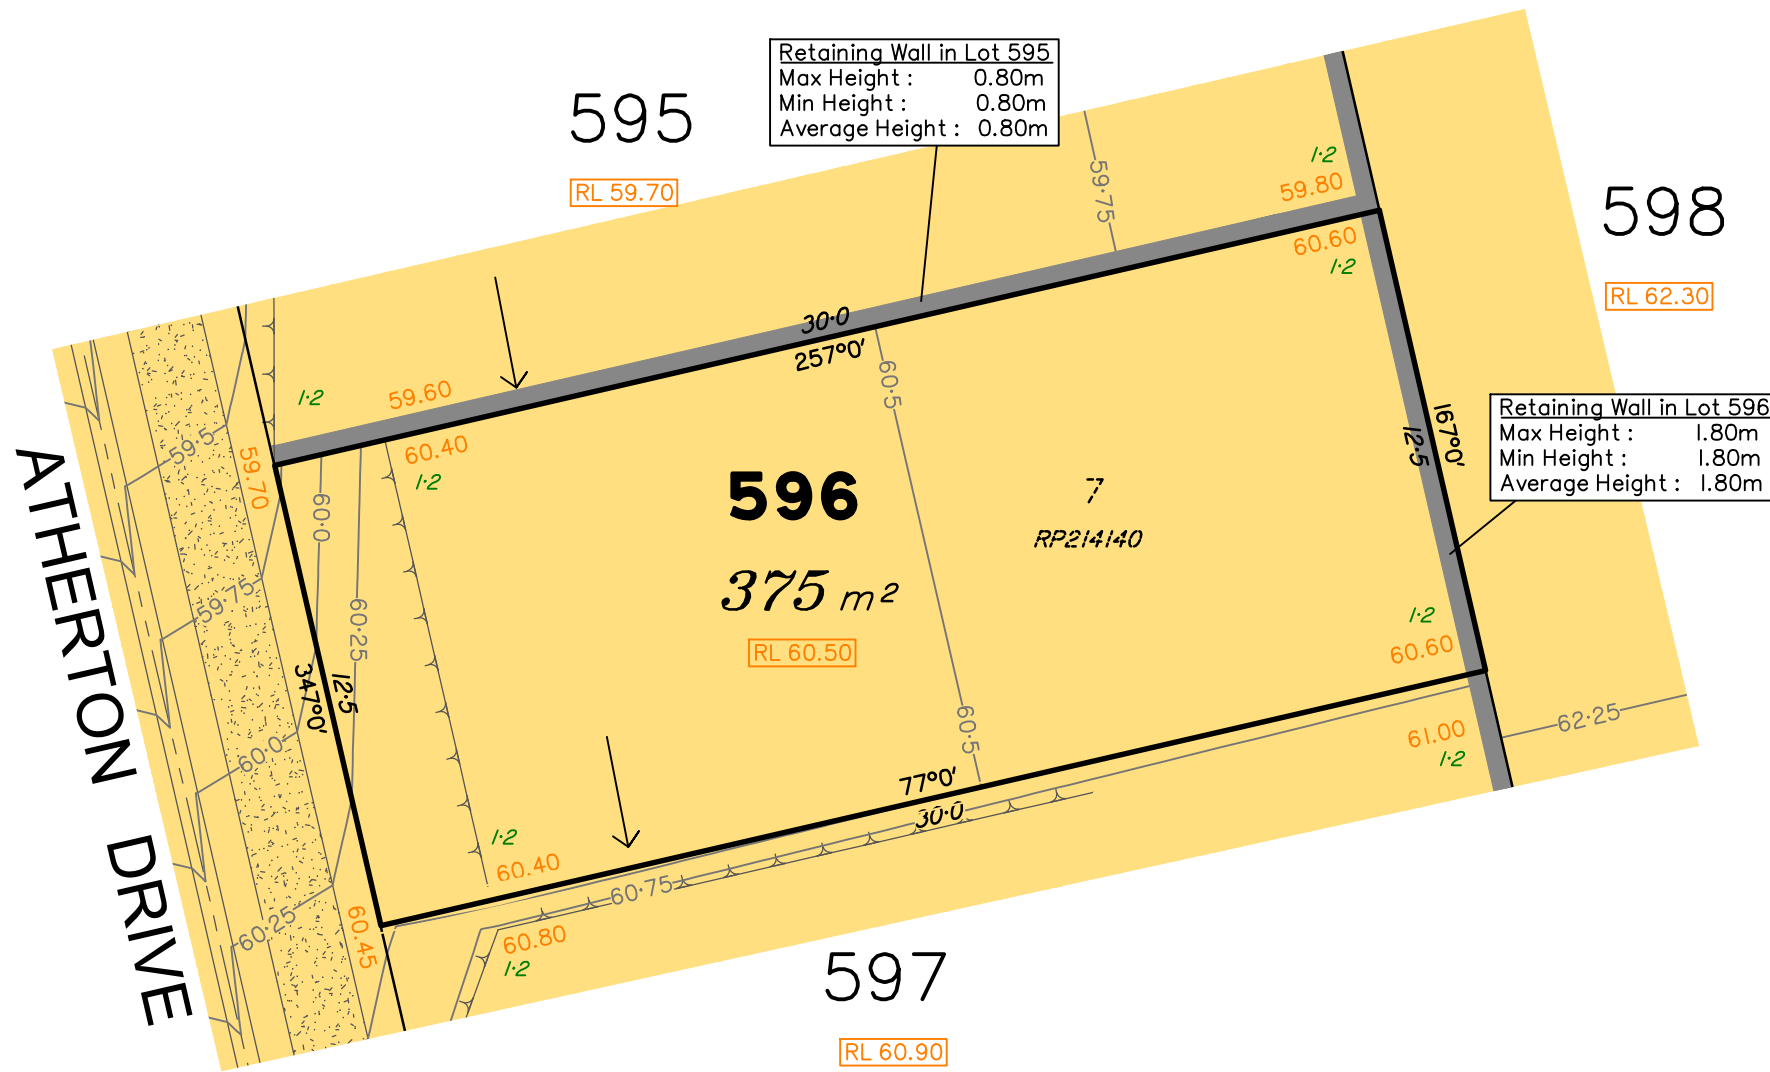 Retaining Wall in Lot 595
Max Height : 0.80m
Min Height : 0.80m
Average Height : 0.80m
595
RL 59.70
59·75
1·2
59.80
598
RL 62.30
60.60
1·2
30·0
257°0'
1·2
59.60
60.40
1·2
59·5
59.70
60·0
60·5
596
375 m²
RL 60.50
7
RP214140
167°0'
12·5
Retaining Wall in Lot 596
Max Height : 1.80m
Min Height : 1.80m
Average Height : 1.80m
ATHERTON DRIVE
59·75
60·25
347°0'
12·5
1·2
60.60
60·5
60·0
62·25
61.00
1·2
77°0'
30·0
1·2
60.40
60·75
60·25
60.45
60.80
1·2
597
RL 60.90